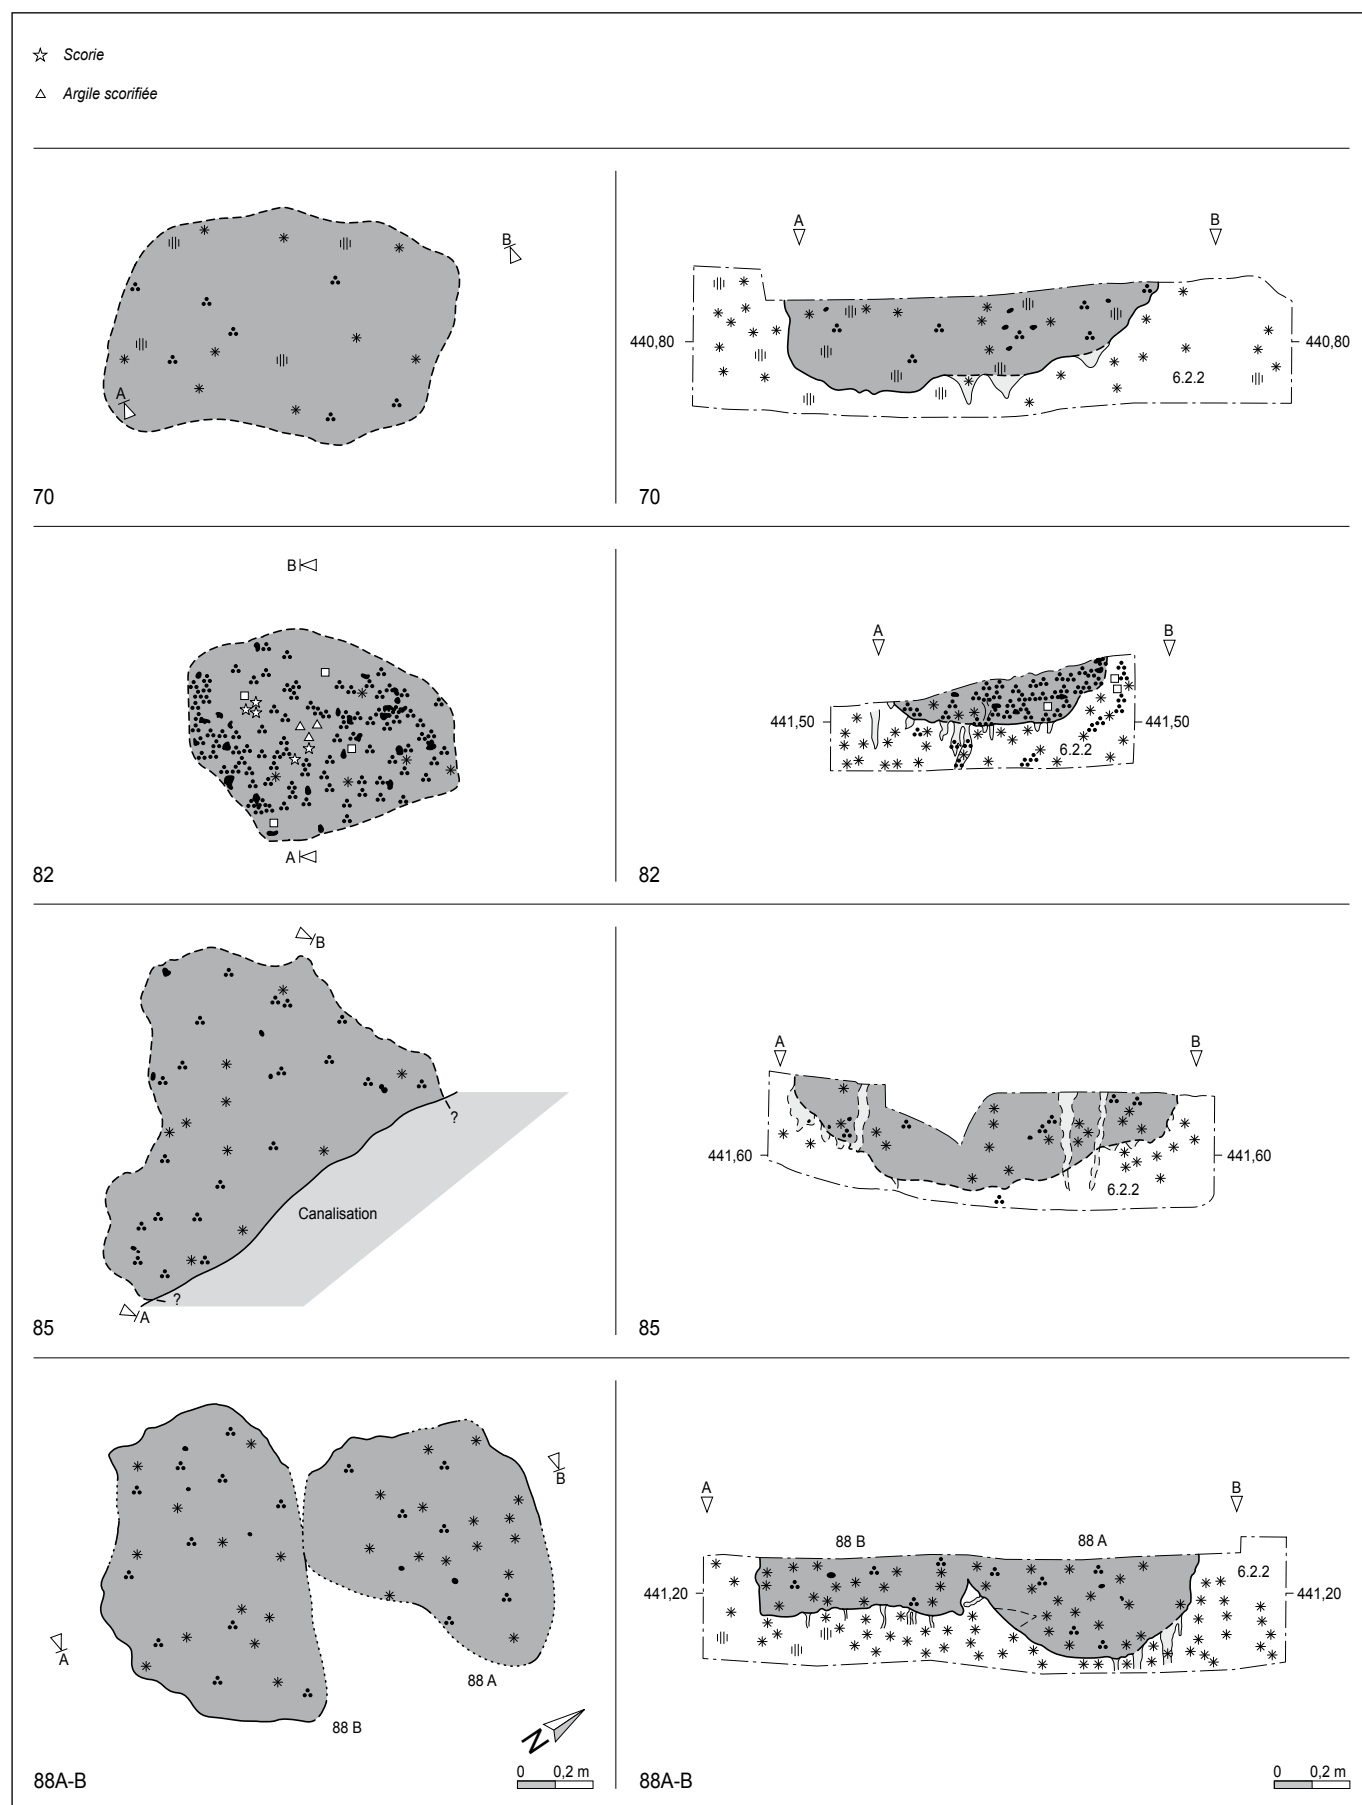 Scorie
Argile scorifiée
A
B
70
A
B
440,80
440,80
6.2.2
70
B
A
82
A
B
441,50
441,50
6.2.2
82
B
?
Canalisation
?
A
85
A
B
441,60
441,60
6.2.2
85
B
A
88 A
88 B
N
0 0,2 m
88A-B
A
B
88 B
88 A
6.2.2
441,20
441,20
0 0,2 m
88A-B